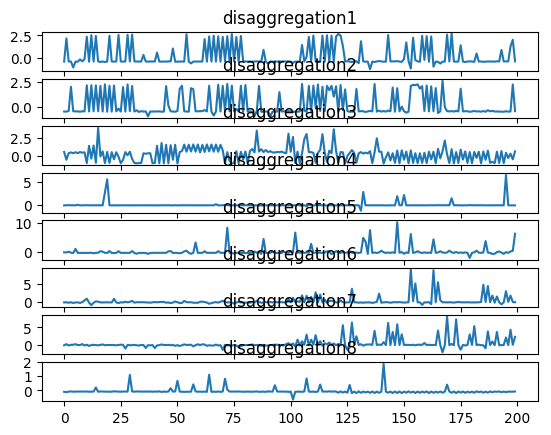 disaggregation1
2.5
0.0
disaggregation2
2.5
0.0
disaggregation3
2.5
0.0
disaggregation4
5
0
disaggregation5
10
0
disaggregation6
5
0
disaggregation7
5
0
disaggregation8
2
1
0
0 25 50 75 100 125 150 175 200